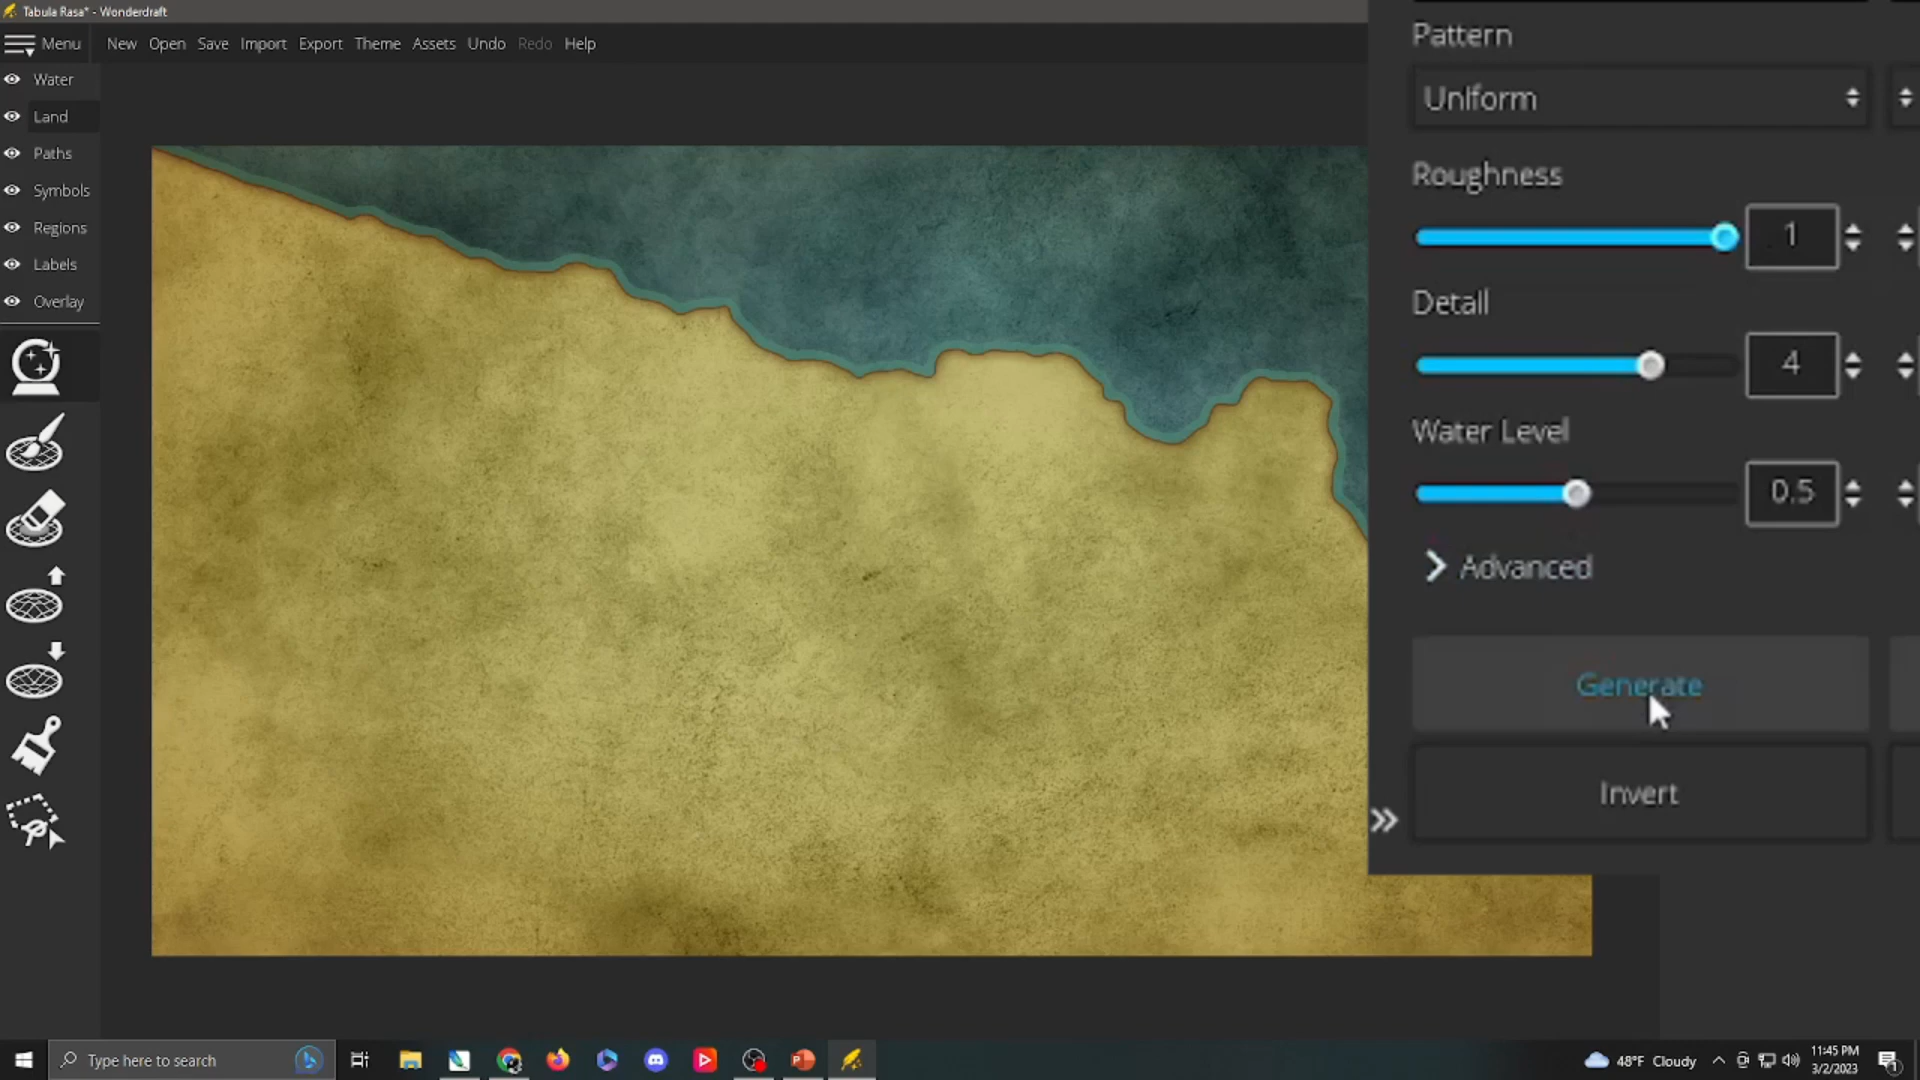 Tabula Rasa* - Wonderdraft
Menu New Open Save Import Export Theme Assets Undo Redo Help
Water
Land
Paths
Symbols
Regions
Labels
Overlay
Pattern
Uniform
Roughness
1
Detail
4
Water Level
0.5
Advanced
Generate
Invert
Type here to search
48°F Cloudy
11:45 PM
3/2/2023